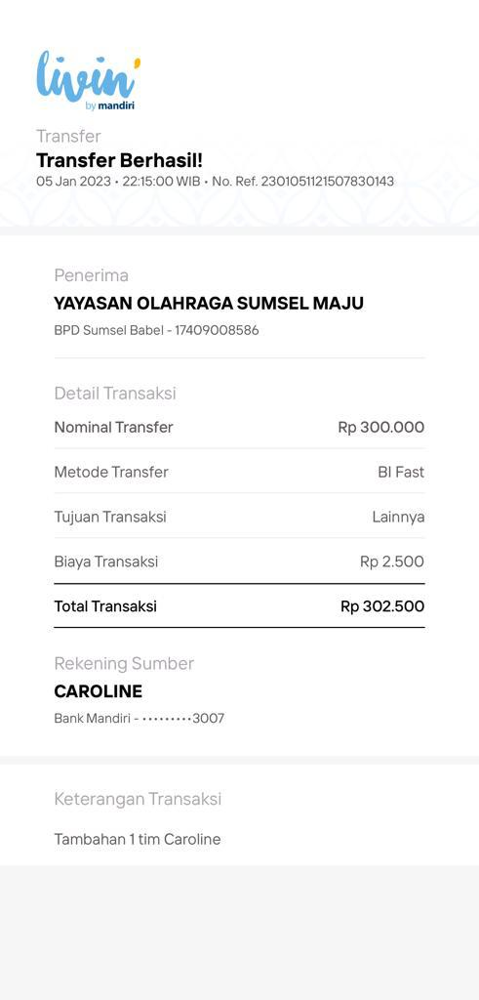 livin'
by mandiri
Transfer
Transfer Berhasil!
05 Jan 2023 • 22:15:00 WIB • No. Ref. 2301051121507830143
Penerima
YAYASAN OLAHRAGA SUMSEL MAJU
BPD Sumsel Babel - 17409008586
Detail Transaksi
Nominal Transfer Rp 300.000
Metode Transfer BI Fast
Tujuan Transaksi Lainnya
Biaya Transaksi Rp 2.500
Total Transaksi Rp 302.500
Rekening Sumber
CAROLINE
Bank Mandiri - •••••••••3007
Keterangan Transaksi
Tambahan 1 tim Caroline